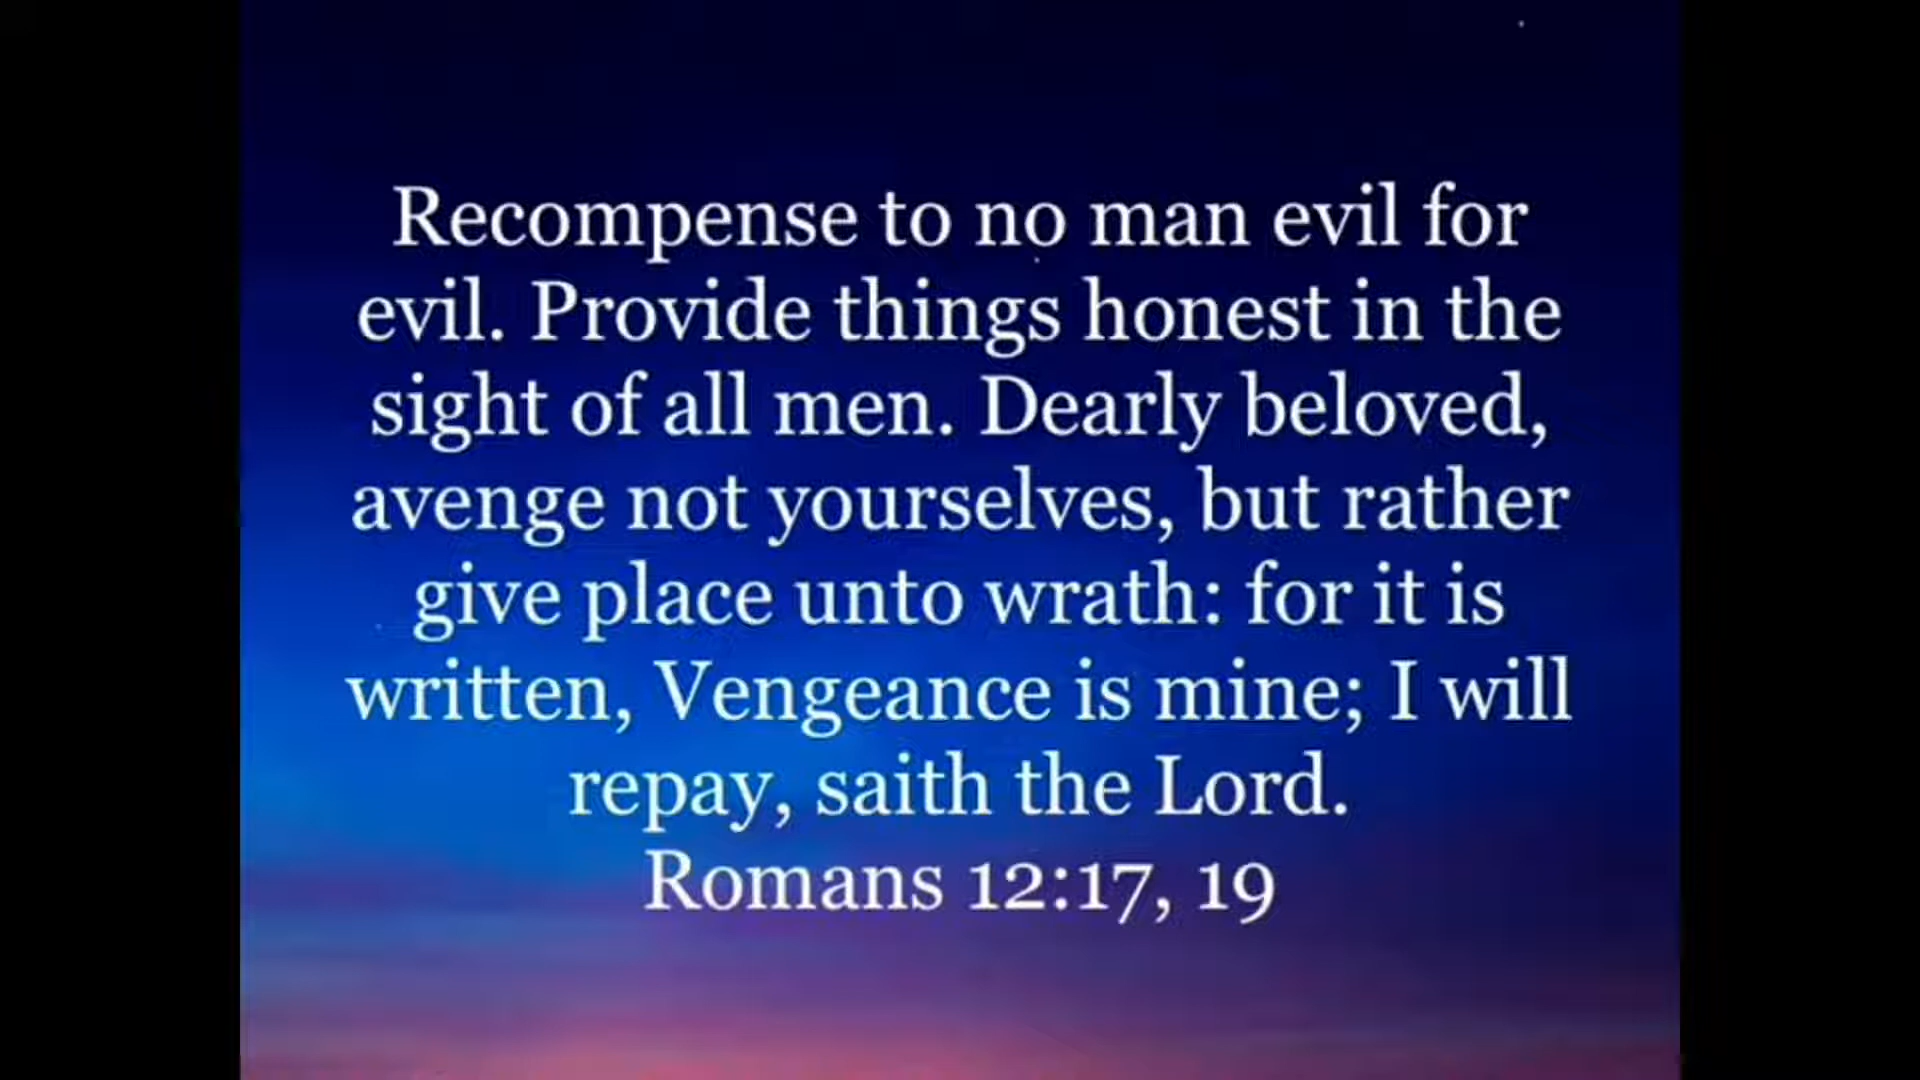 Recompense to no man evil for
evil. Provide things honest in the
sight of all men. Dearly beloved,
avenge not yourselves, but rather
give place unto wrath: for it is
written, Vengeance is mine; I will
repay, saith the Lord.
Romans 12:17, 19